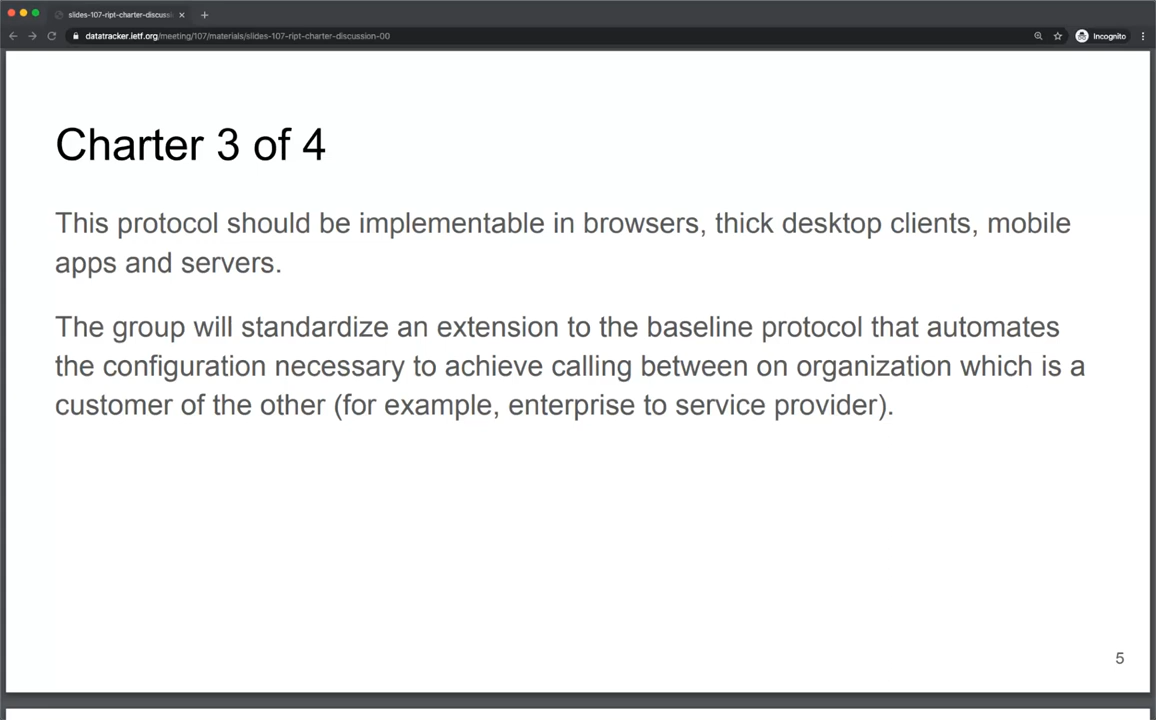 slides-107-ript-charter-discussi
datatracker.ietf.org/meeting/107/materials/slides-107-ript-charter-discussion-00
Incognito
Charter 3 of 4
This protocol should be implementable in browsers, thick desktop clients, mobile
apps and servers.
The group will standardize an extension to the baseline protocol that automates
the configuration necessary to achieve calling between on organization which is a
customer of the other (for example, enterprise to service provider).
5